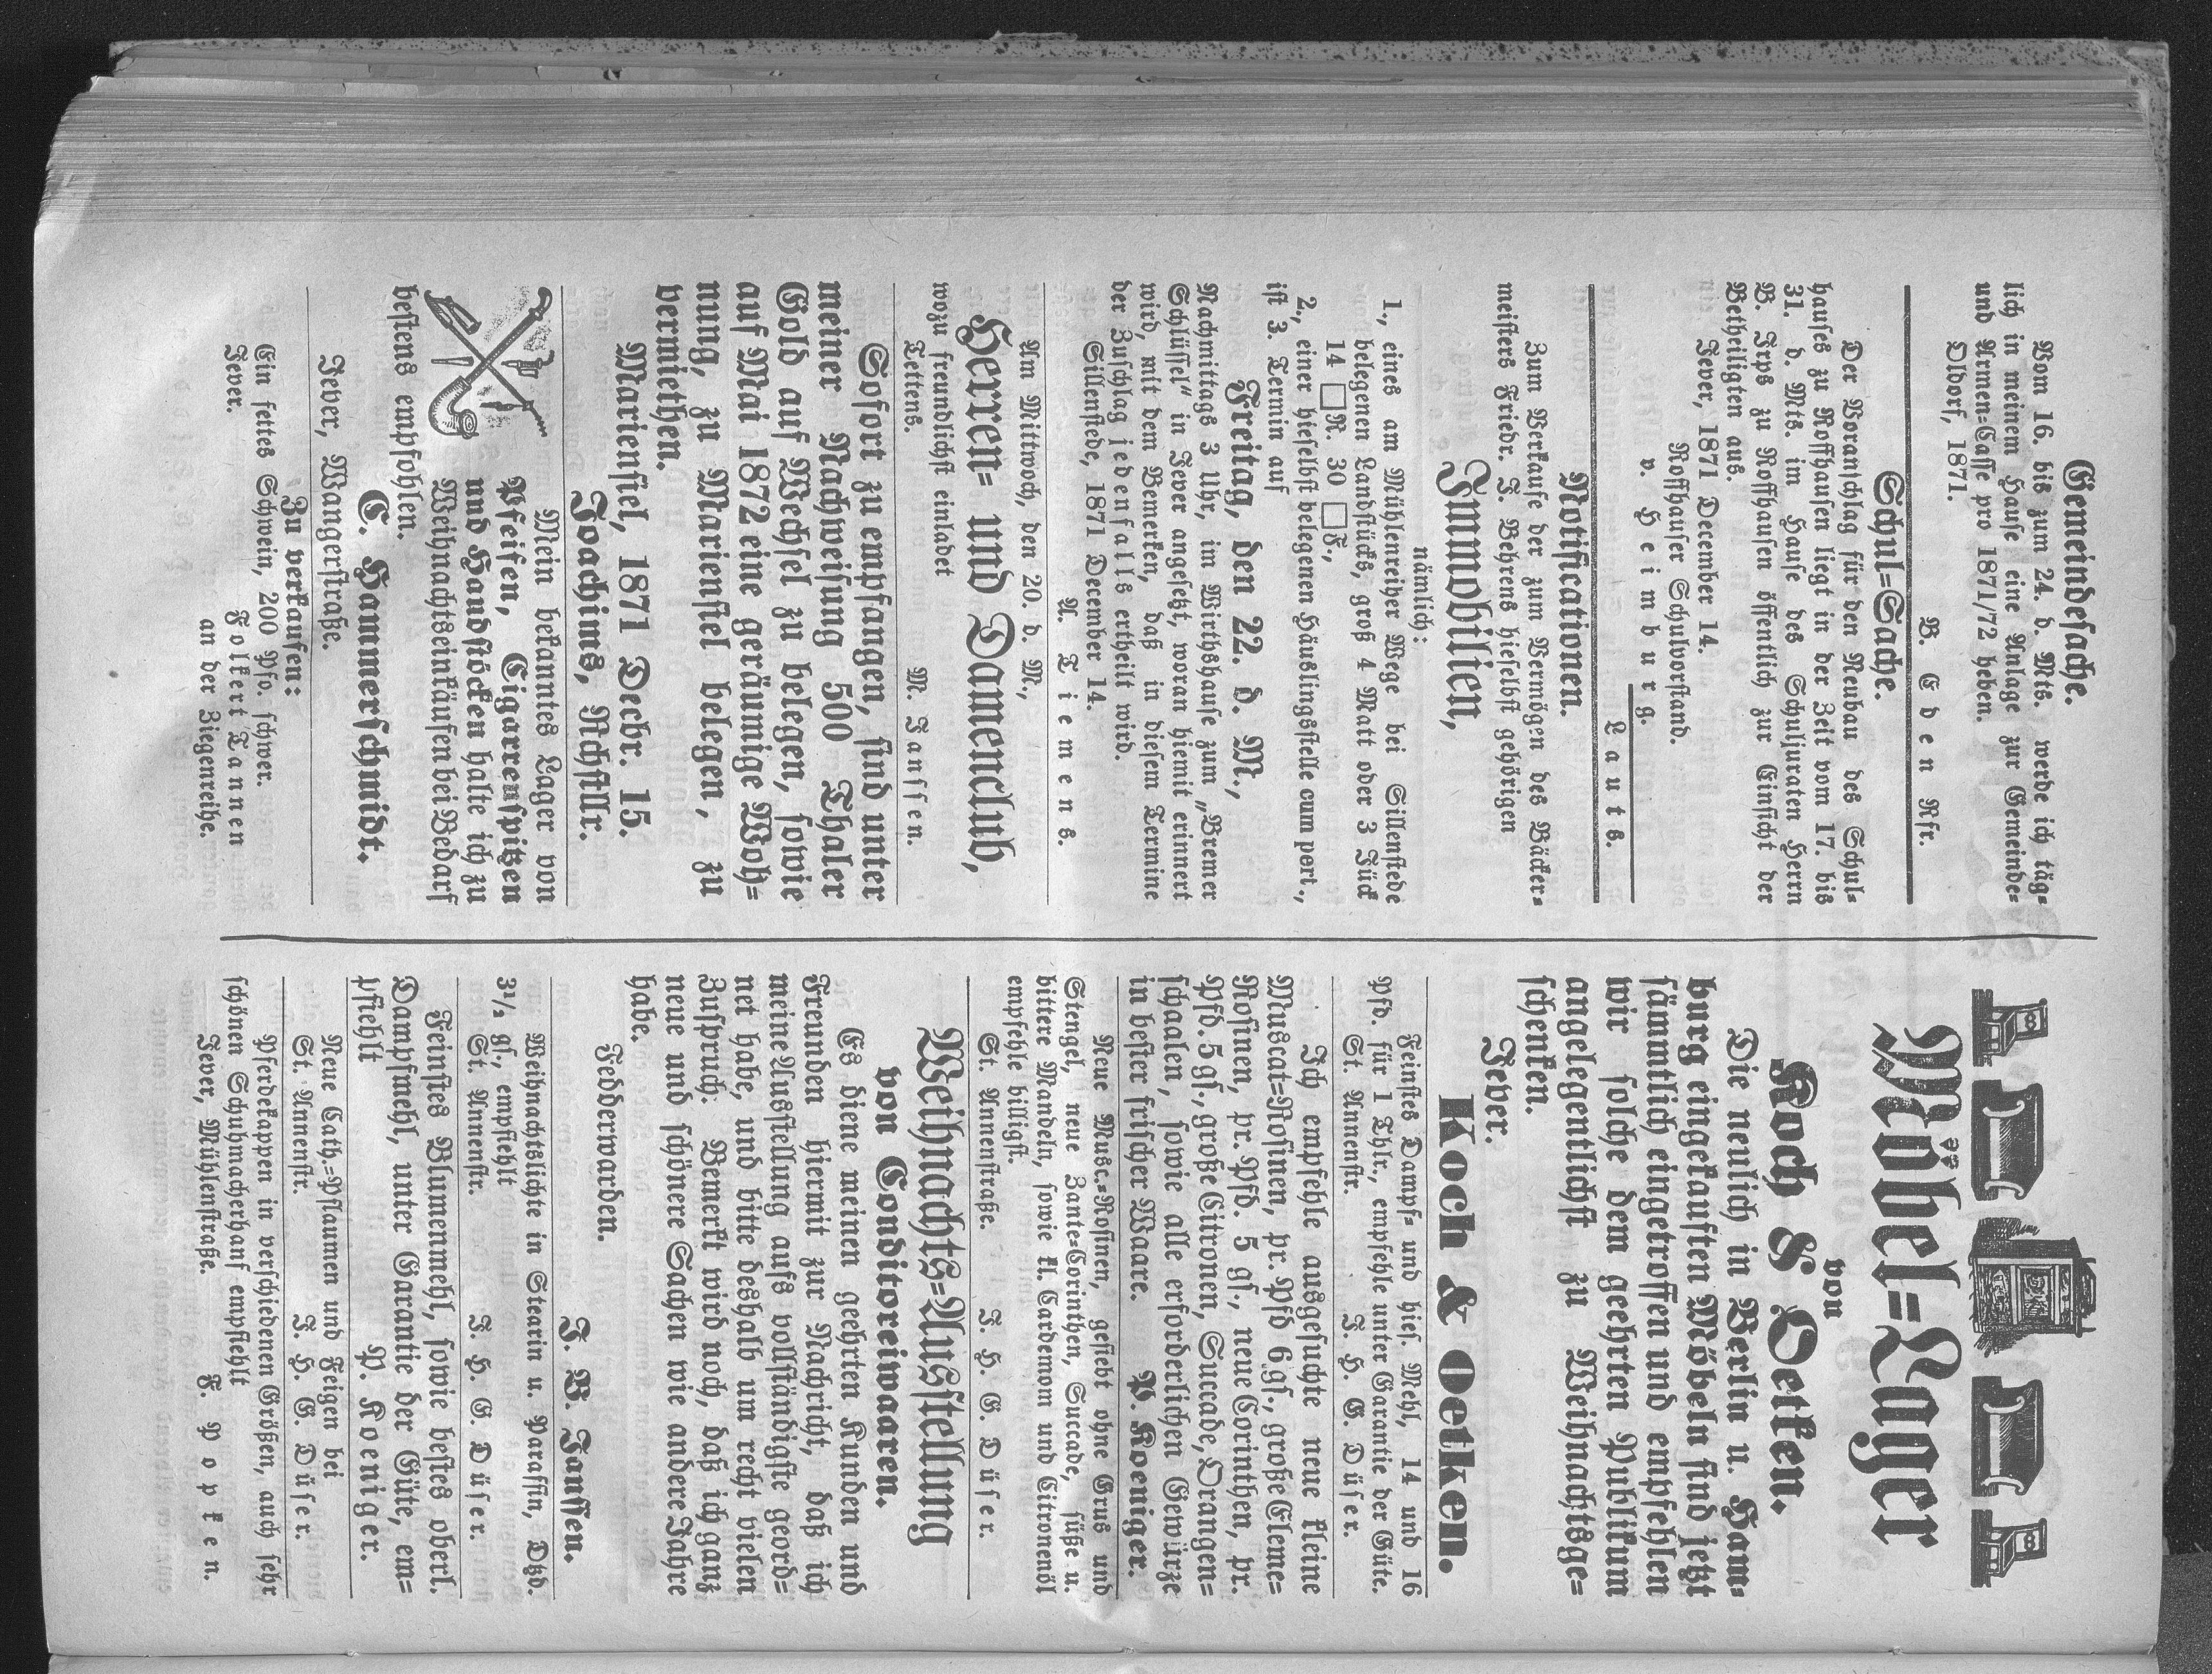 Gemeindesache.
Vom 16. bis zum 24. d. Mts. werde ich täg-
lich in meinem Hause eine Anlage zur Gemeinde-
und Armen-Casse pro 1871/72 heben.
Oldorf, 1871.
B. Eden Rfr.
Schul-Sache.
Der Voranschlag für den Neubau des Schul-
hauses zu Roffhausen liegt in der Zeit vom 17. bis
31. d. Mts. im Hause des Schuljuraten Herrn
B. Irps zu Roffhausen öffentlich zur Einsicht der
Betheiligten aus.
Jever, 1871 December 14.
Roffhauser Schulvorstand.
v. Heimburg.
Lauts.
Notificationen.
Zum Verkaufe der zum Vermögen des Bäcker-
meisters Friedr. J. Behrens hieselbst gehörigen
Immobilien,
nämlich:
1., eines am Mühlenreiher Wege bei Sillenstede
belegenen Landstücks, groß 4 Matt oder 3 Jück
14 □R. 30 □F.,
2., einer hieselbst belegenen Häuslingsstelle cum pert.,
ist 3. Termin auf
Freitag, den 22. d. M.,
Nachmittags 3 Uhr, im Wirthshause zum „Bremer
Schlüssel“ in Jever angesetzt, woran hiermit erinnert
wird, mit dem Bemerken, daß in diesem Termine
der Zuschlag jedenfalls ertheilt wird.
Sillenstede, 1871 December 14.
A. Tiemens.
Am Mittwoch, den 20. d. M.,
Herren- und Damenclub,
wozu freundlichst einladet
Tettens. M. Janssen.
Sofort zu empfangen, sind unter
meiner Nachweisung 500 Thaler
Gold auf Wechsel zu belegen, sowie
auf Mai 1872 eine geräumige Woh-
nung, zu Mariensiel belegen, zu
vermiethen.
Mariensiel, 1871 Decbr. 15.
Joachims, Rchstllr.
Mein bekanntes Lager von
Pfeifen, Cigarrenspitzen
und Handstöcken halte ich zu
Weihnachtseinkäufen bei Bedarf
bestens empfohlen.
C. Hammerschmidt.
Jever, Wangerstraße.
Zu verkaufen:
Ein fettes Schwein, 200 Pfd. schwer.
Jever. Folkert Tannen
an der Ziegenreihe.
Möbel-Lager
von
Koch & Oetken.
Die neulich in Berlin u. Ham-
burg eingekauften Möbeln sind jetzt
sämmtlich eingetroffen und empfehlen
wir solche dem geehrten Publikum
angelegentlichst zu Weihnachtsge-
schenken.
Jever.
Koch & Oetken.
Feinstes Dampf- und hies. Mehl, 14 und 16
Pfd. für 1 Thlr., empfehle unter Garantie der Güte.
St. Annenstr. J. H. G. Düser.
Ich empfehle ausgesuchte neue kleine
Muscat-Rosinen, pr. Pfd. 6 gs., große Cleme-
Rosinen, pr. Pfd. 5 gs., neue Corinthen, pr.
Pfd. 5 gs., große Citronen, Succade, Orangen-
schaalen, sowie alle erforderlichen Gewürze
in bester frischer Waare. P. Koeniger.
Neue Musc.-Rosinen, gesiebt ohne Grus und
Stengel, neue Zante-Corinthen, Succade, süße u.
bittere Mandeln, sowie fl. Cardemom und Citronenöl
empfehle billigst.
St. Annenstraße. J. H. G. Düser.
Weihnachts-Ausstellung
von Conditoreiwaaren.
Es diene meinen geehrten Kunden und
Freunden hiermit zur Nachricht, daß ich
meine Ausstellung aufs vollständigste geord-
net habe, und bitte deshalb um recht vielen
Zuspruch. Bemerkt wird noch, daß ich ganz
neue und schönere Sachen wie andere Jahre
habe.
Fedderwarden. J. B. Janssen.
Weihnachtslichte in Stearin u. Paraffin, Dtzd.
3½ gs., empfiehlt
St. Annenstr. J. H. G. Düser.
Feinstes Blummenmehl, sowie bestes oberl.
Dampfmehl, unter Garantie der Güte, em-
pfiehlt P. Koeniger.
Neue Cath.-Pflaumen und Feigen bei
St. Annenstr. J. H. G. Düser.
Pferdekappen in verschiedenen Größen, auch sehr
schönen Schuhmacherhanf empfiehlt
Jever, Mühlenstraße. F. Popken.